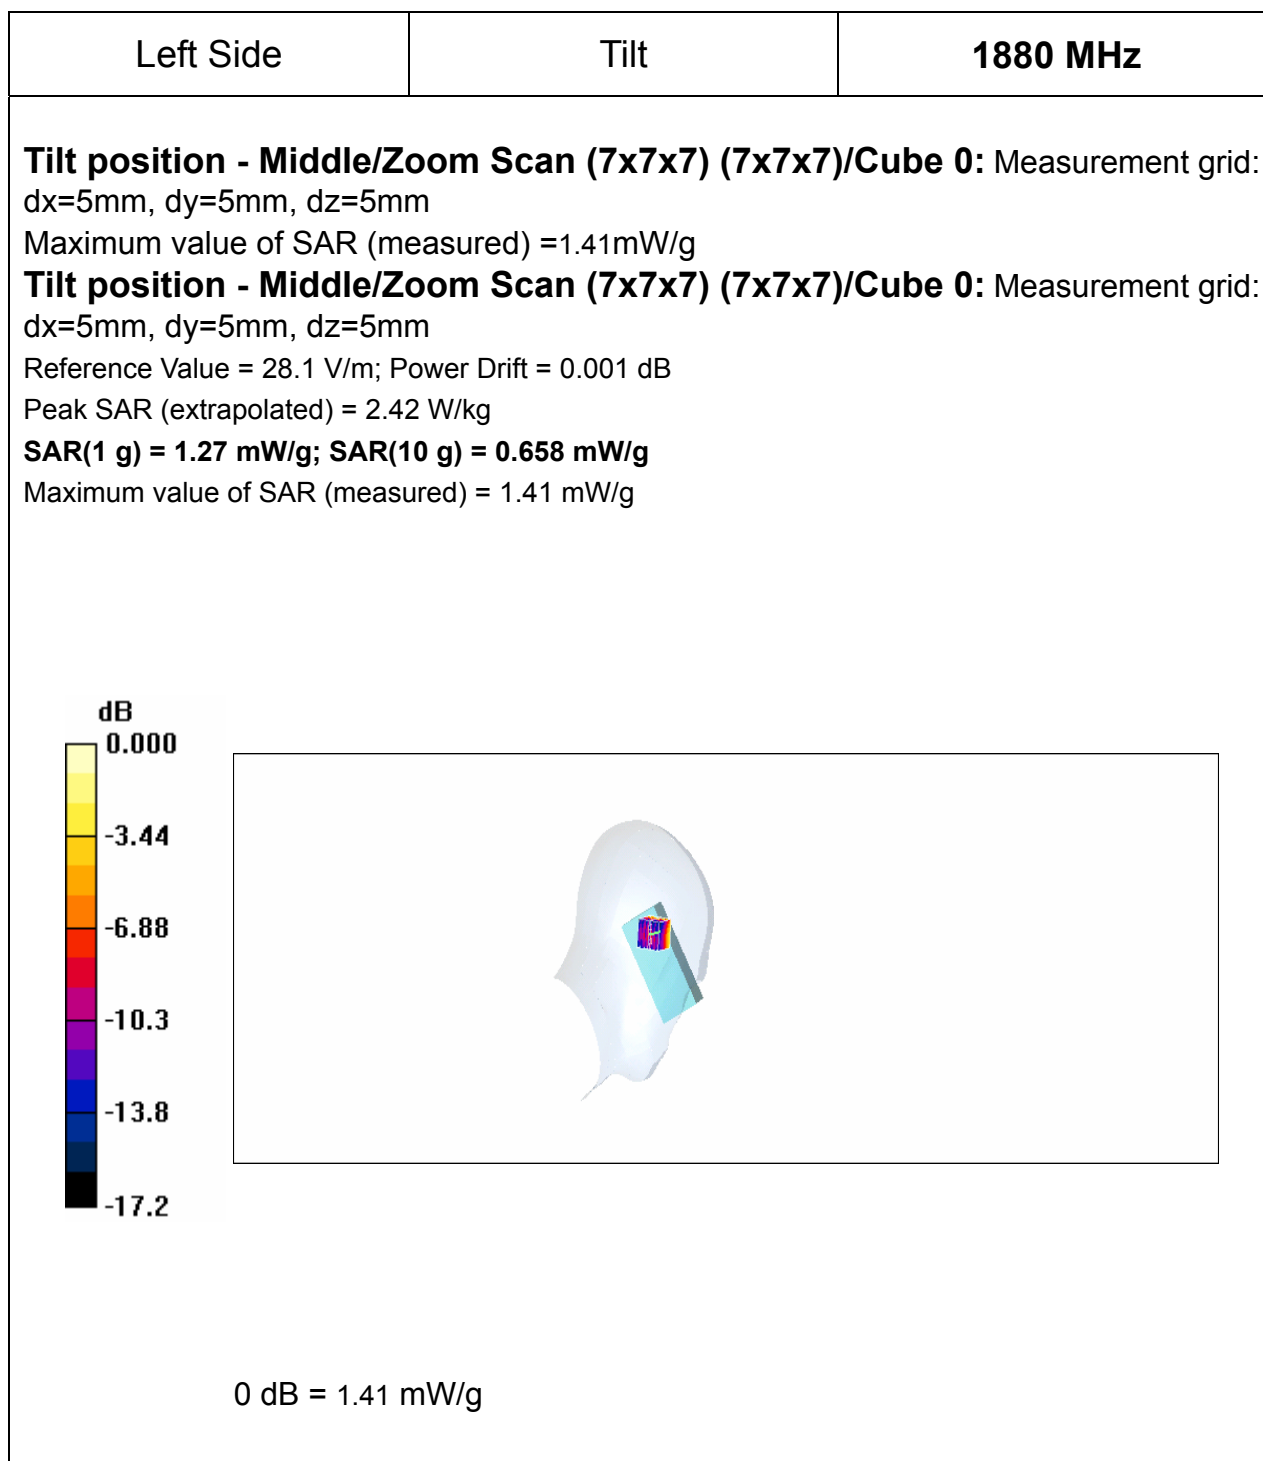 Left Side Tilt 1880 MHz
Tilt position - Middle/Zoom Scan (7x7x7) (7x7x7)/Cube 0: Measurement grid:
dx=5mm, dy=5mm, dz=5mm
Maximum value of SAR (measured) =1.41mW/g
Tilt position - Middle/Zoom Scan (7x7x7) (7x7x7)/Cube 0: Measurement grid:
dx=5mm, dy=5mm, dz=5mm
Reference Value = 28.1 V/m; Power Drift = 0.001 dB
Peak SAR (extrapolated) = 2.42 W/kg
SAR(1 g) = 1.27 mW/g; SAR(10 g) = 0.658 mW/g
Maximum value of SAR (measured) = 1.41 mW/g
dB
0.000
-3.44
-6.88
-10.3
-13.8
-17.2
0 dB = 1.41 mW/g